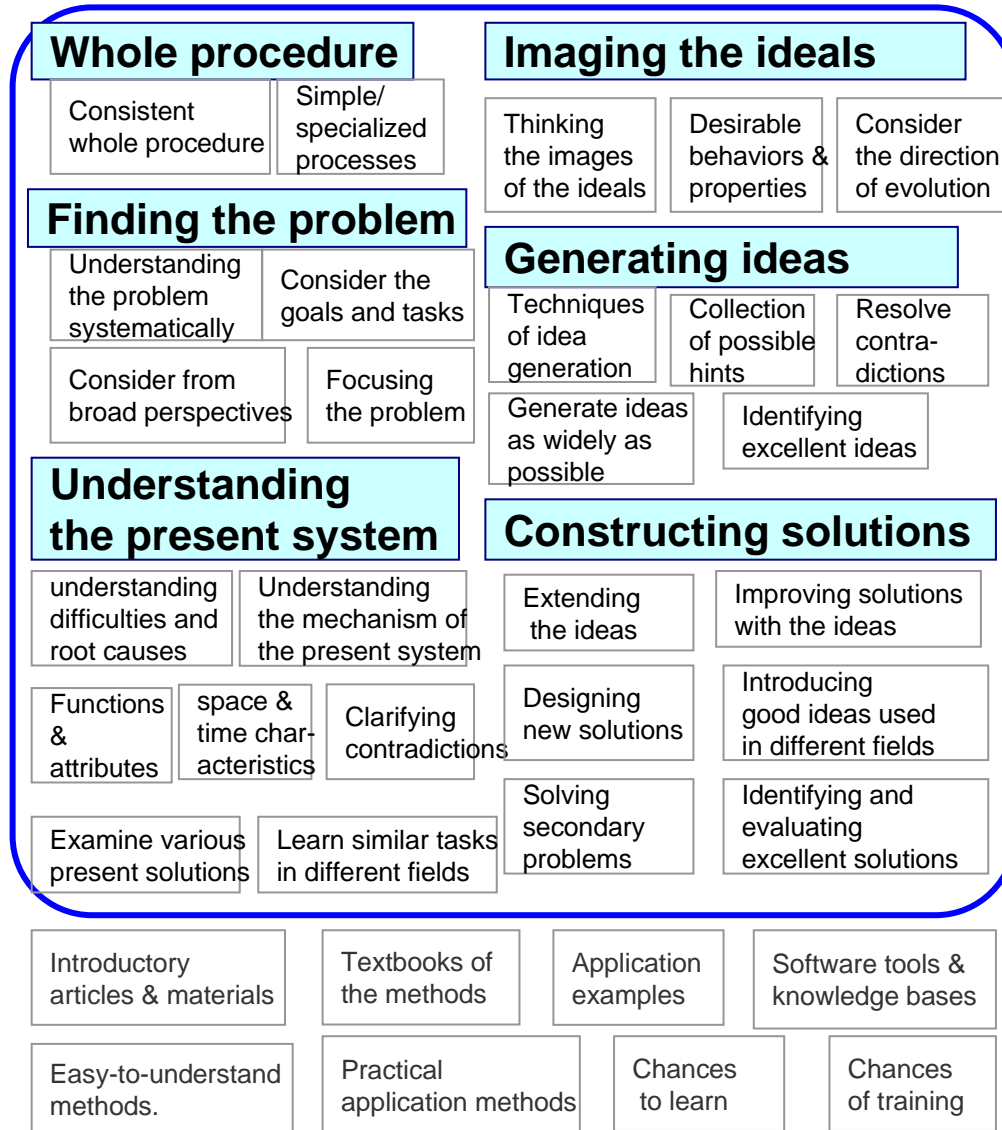 Whole procedure
Consistent
whole procedure
Simple/
specialized
processes
Finding the problem
Understanding
the problem
systematically
Consider the
goals and tasks
Consider from
broad perspectives
Focusing
the problem
Understanding
the present system
understanding
difficulties and
root causes
Understanding
the mechanism of
the present system
Functions
&
attributes
space &
time char-
acteristics
Clarifying
contradictions
Examine various
present solutions
Learn similar tasks
in different fields
Imaging the ideals
Thinking
the images
of the ideals
Desirable
behaviors &
properties
Consider
the direction
of evolution
Generating ideas
Techniques
of idea
generation
Collection
of possible
hints
Resolve
contra-
dictions
Generate ideas
as widely as
possible
Identifying
excellent ideas
Constructing solutions
Extending
the ideas
Improving solutions
with the ideas
Designing
new solutions
Introducing
good ideas used
in different fields
Solving
secondary
problems
Identifying and
evaluating
excellent solutions
Introductory
articles & materials
Textbooks of
the methods
Application
examples
Software tools &
knowledge bases
Easy-to-understand
methods.
Practical
application methods
Chances
to learn
Chances
of training